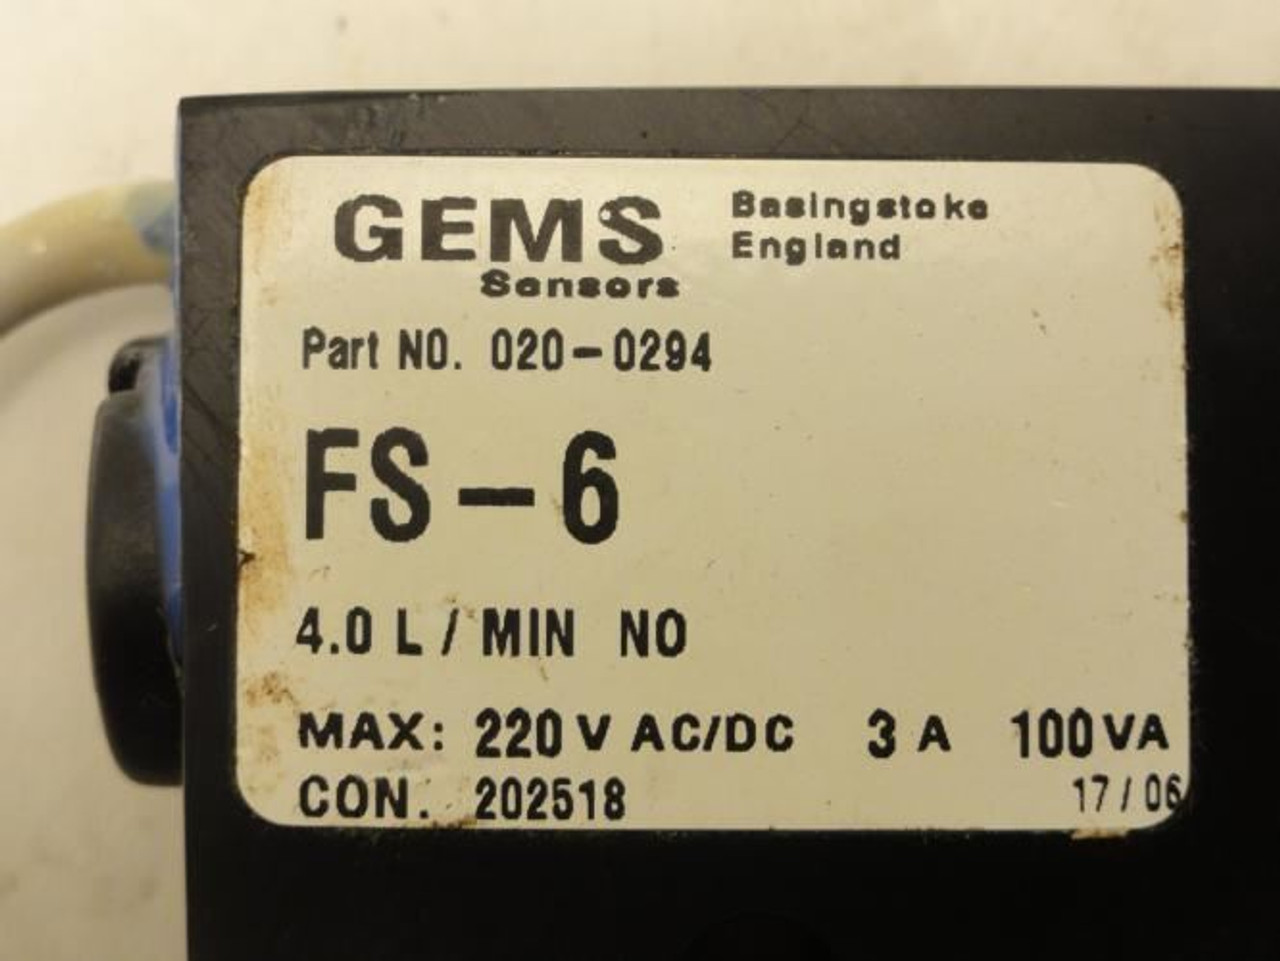 GEMS
Sensors
Basingstoke
England
Part NO. 020-0294
FS-6
4.0 L / MIN NO
MAX: 220 V AC/DC 3 A 100 VA
CON. 202518
17 / 06